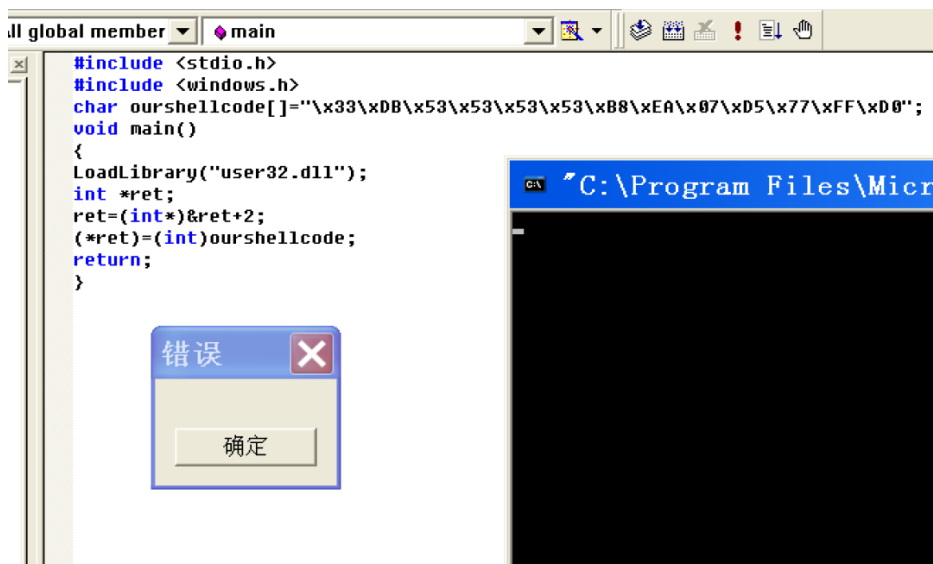 ll global member main
#include <stdio.h>
#include <windows.h>
char ourshellcode[]="\x33\xDB\x53\x53\x53\x53\xB8\xEA\x07\xD5\x77\xFF\xD0";
void main()
{
LoadLibrary("user32.dll");
int *ret;
ret=(int*)&ret+2;
(*ret)=(int)ourshellcode;
return;
}
"C:\Program Files\Micr
错误
确定